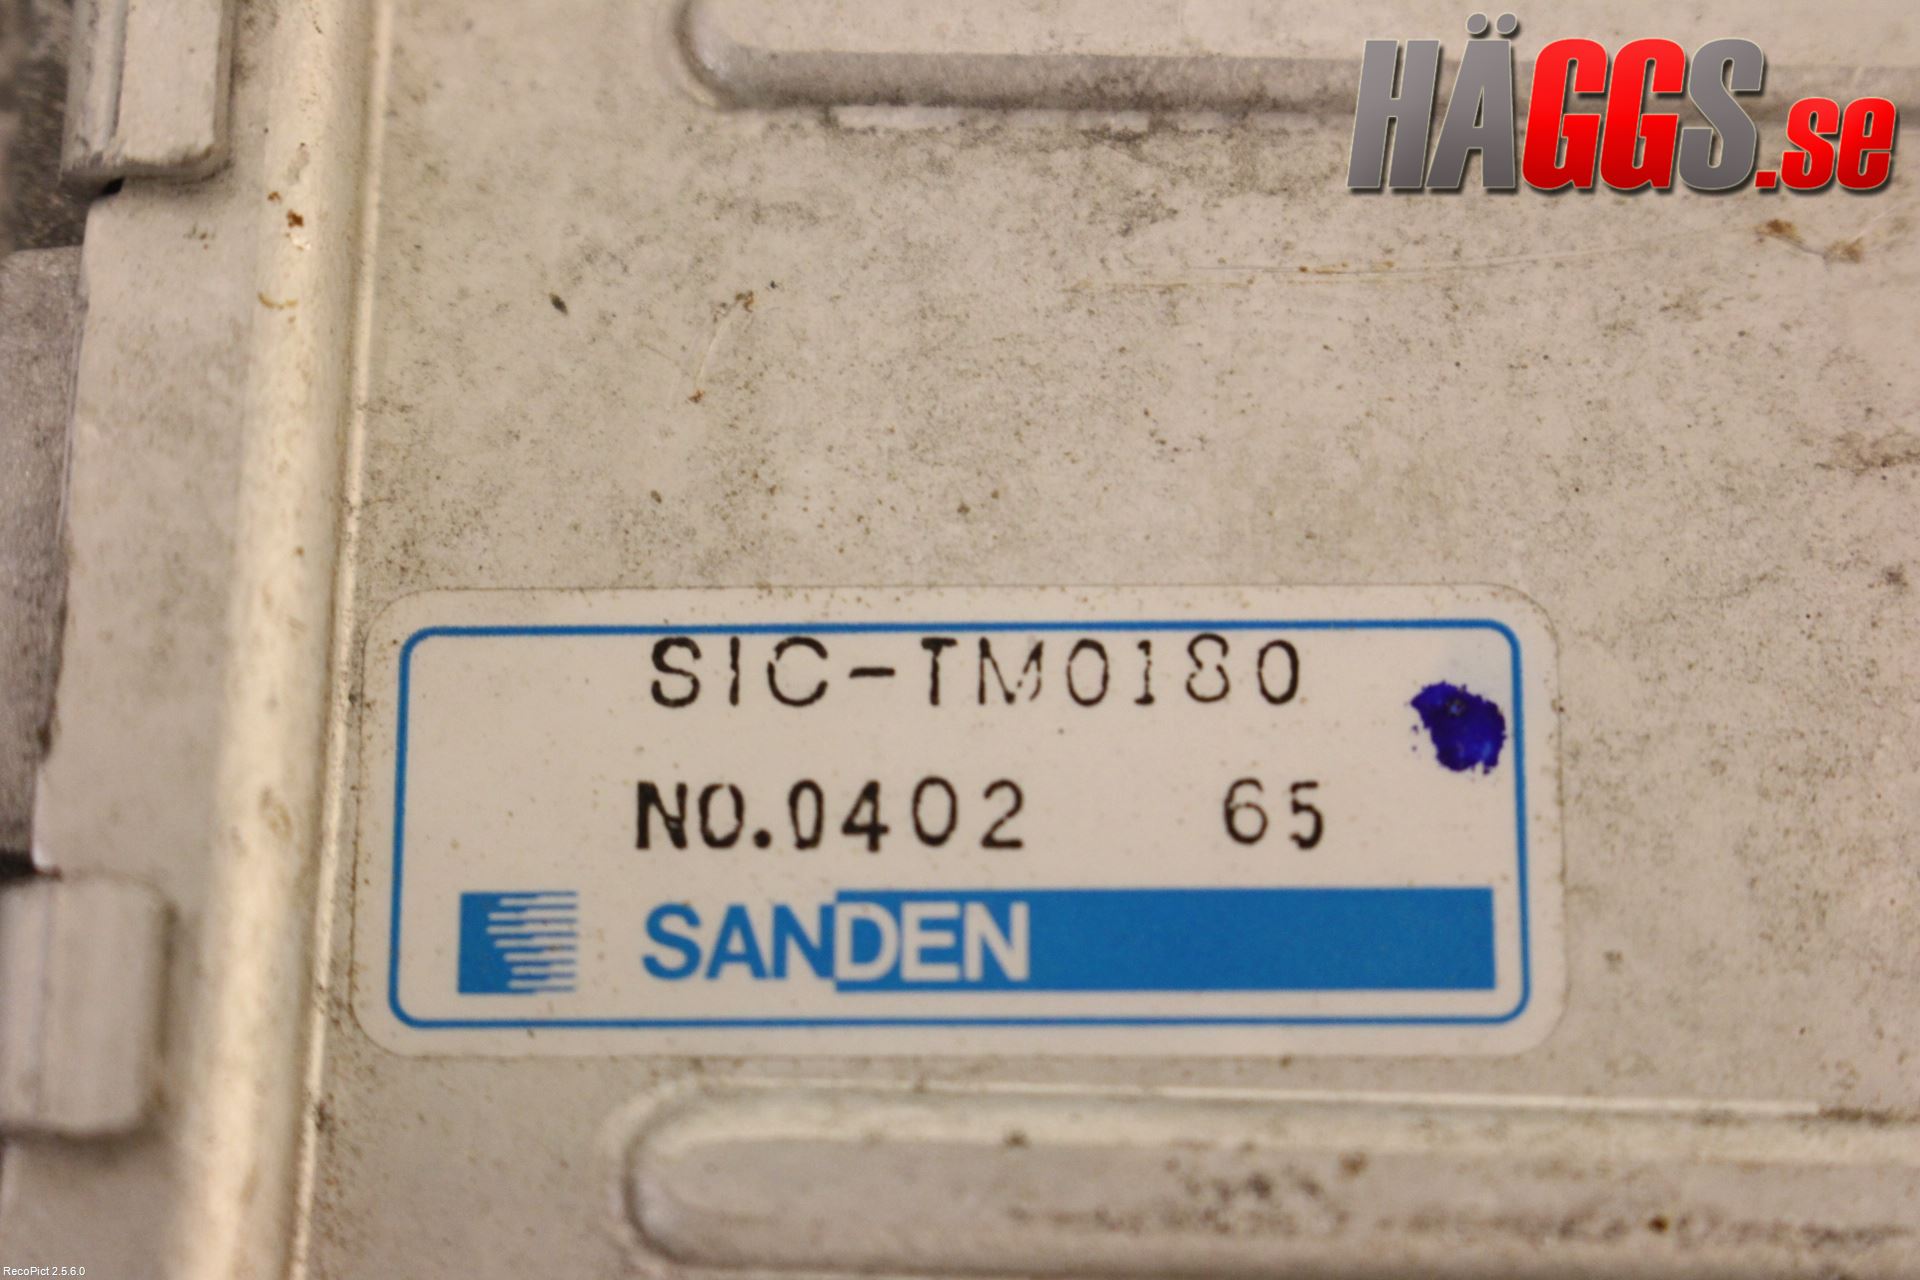 HÄGGS.se
SIC-TM0180
NO.0402 65
SANDEN
RecoPict 2.5.6.0